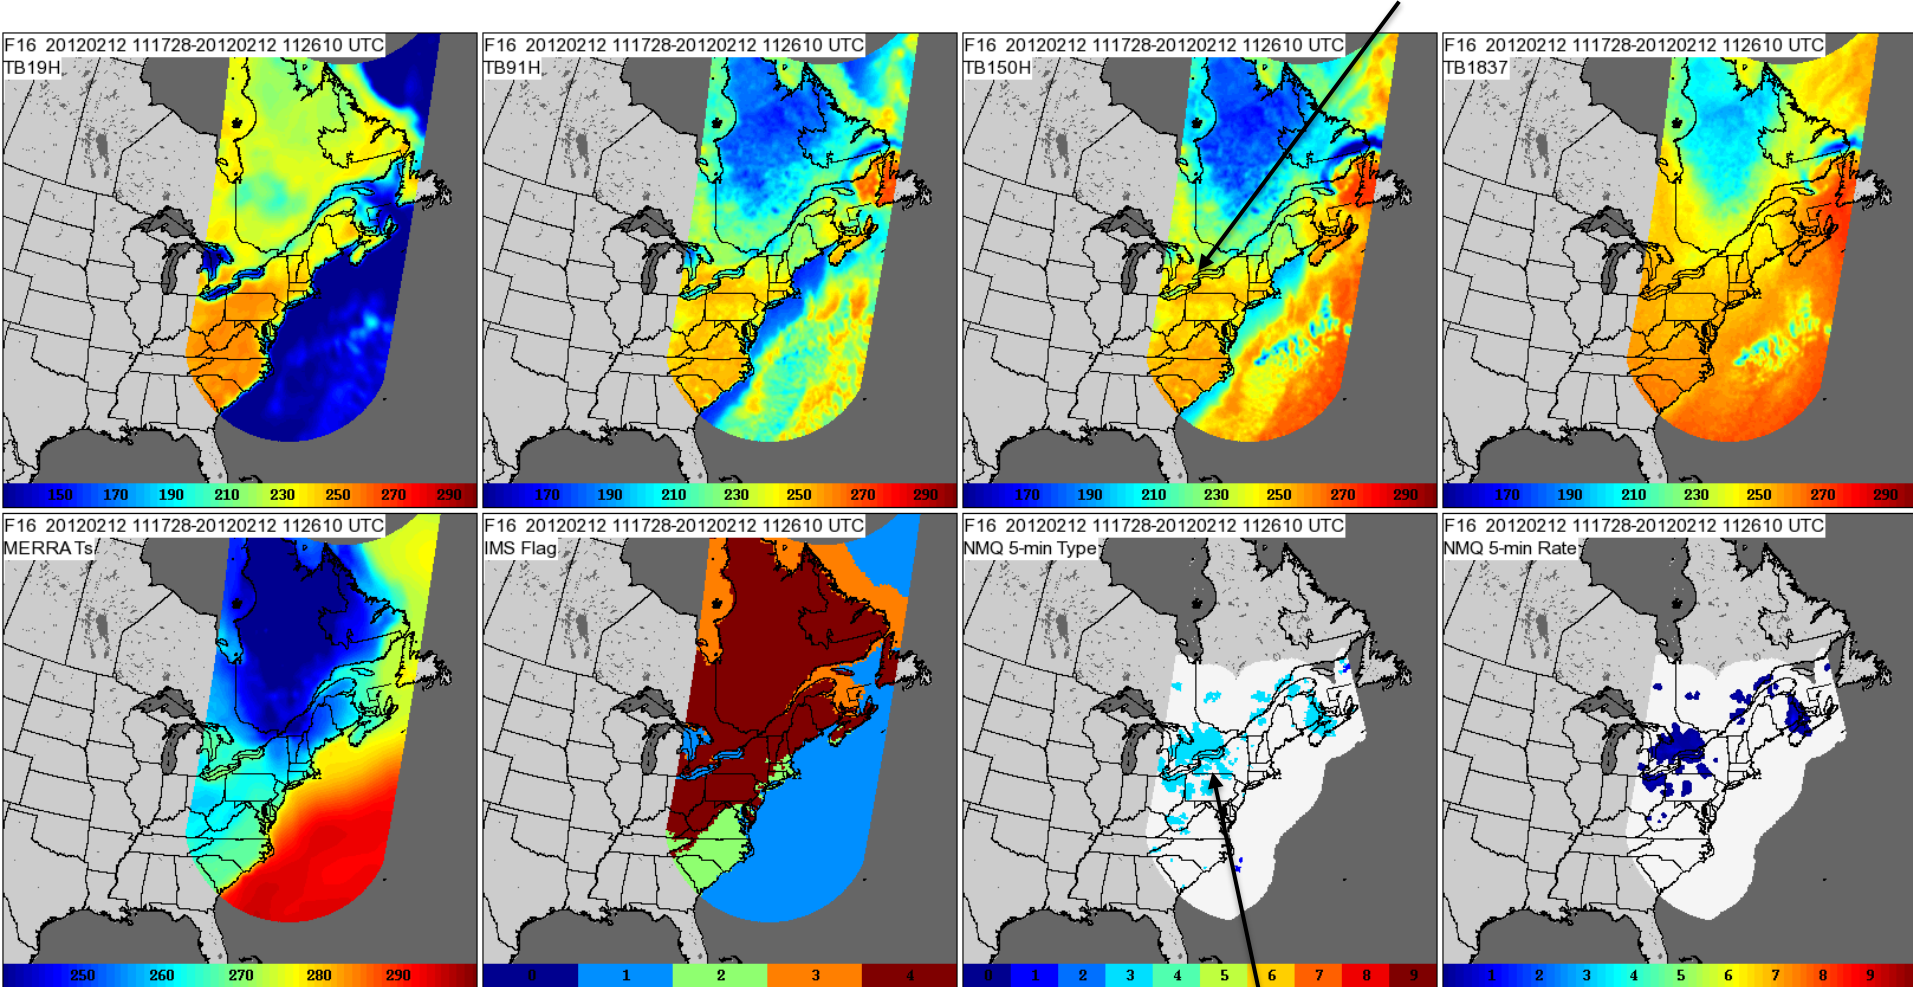 F16 20120212 111728-20120212 112610 UTC
TB19H
150 170 190 210 230 250 270 290
F16 20120212 111728-20120212 112610 UTC
TB91H
170 190 210 230 250 270 290
F16 20120212 111728-20120212 112610 UTC
TB150H
170 190 210 230 250 270 290
F16 20120212 111728-20120212 112610 UTC
TB1837
170 190 210 230 250 270 290
F16 20120212 111728-20120212 112610 UTC
MERRA Ts
250 260 270 280 290
F16 20120212 111728-20120212 112610 UTC
IMS Flag
0 1 2 3 4
F16 20120212 111728-20120212 112610 UTC
NMQ 5-min Type
0 1 2 3 4 5 6 7 8 9
F16 20120212 111728-20120212 112610 UTC
NMQ 5-min Rate
1 2 3 4 5 6 7 8 9